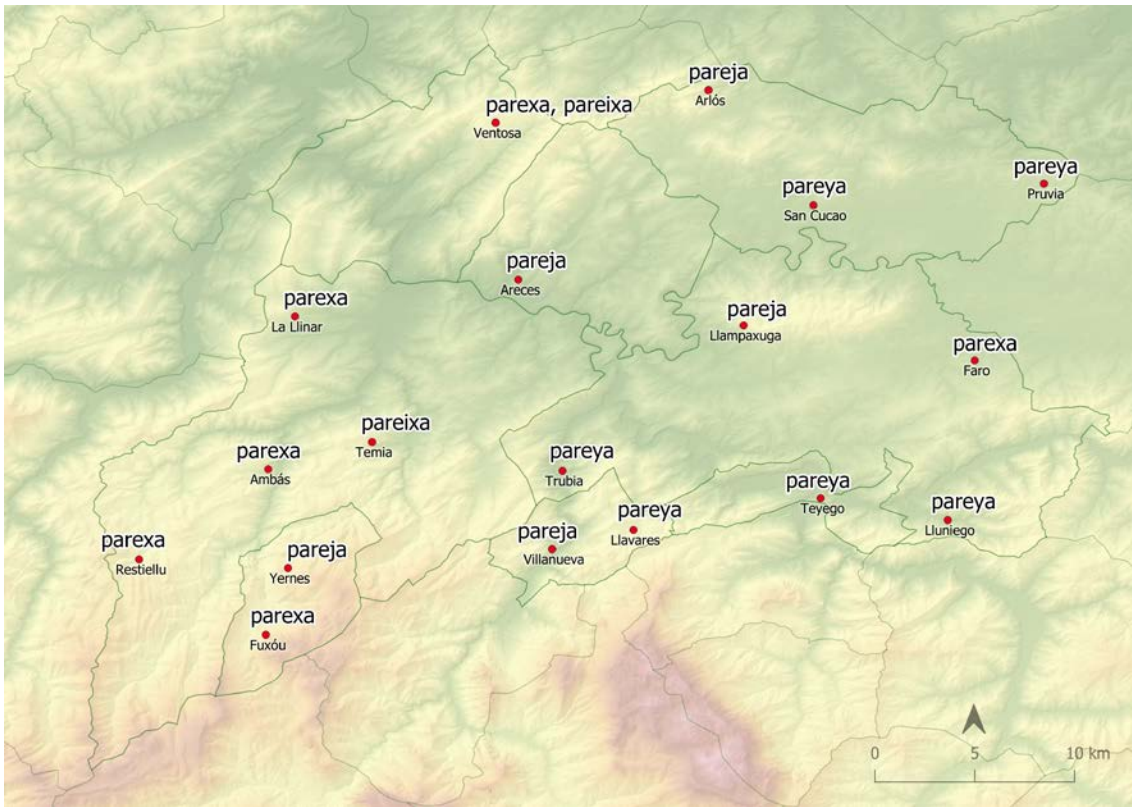 pareja
Arlós
parexa, pareixa
Ventosa
pareya
Pruvia
pareya
San Cucao
pareja
Areces
parexa
La Llinar
pareja
Llampaxuga
parexa
Faro
pareixa
Temia
parexa
Ambás
pareya
Trubia
pareya
Teyego
pareya
Lluniego
pareya
Llavares
pareja
Villanueva
parexa
Restiellu
pareja
Yernes
parexa
Fuxóu
0 5 10 km